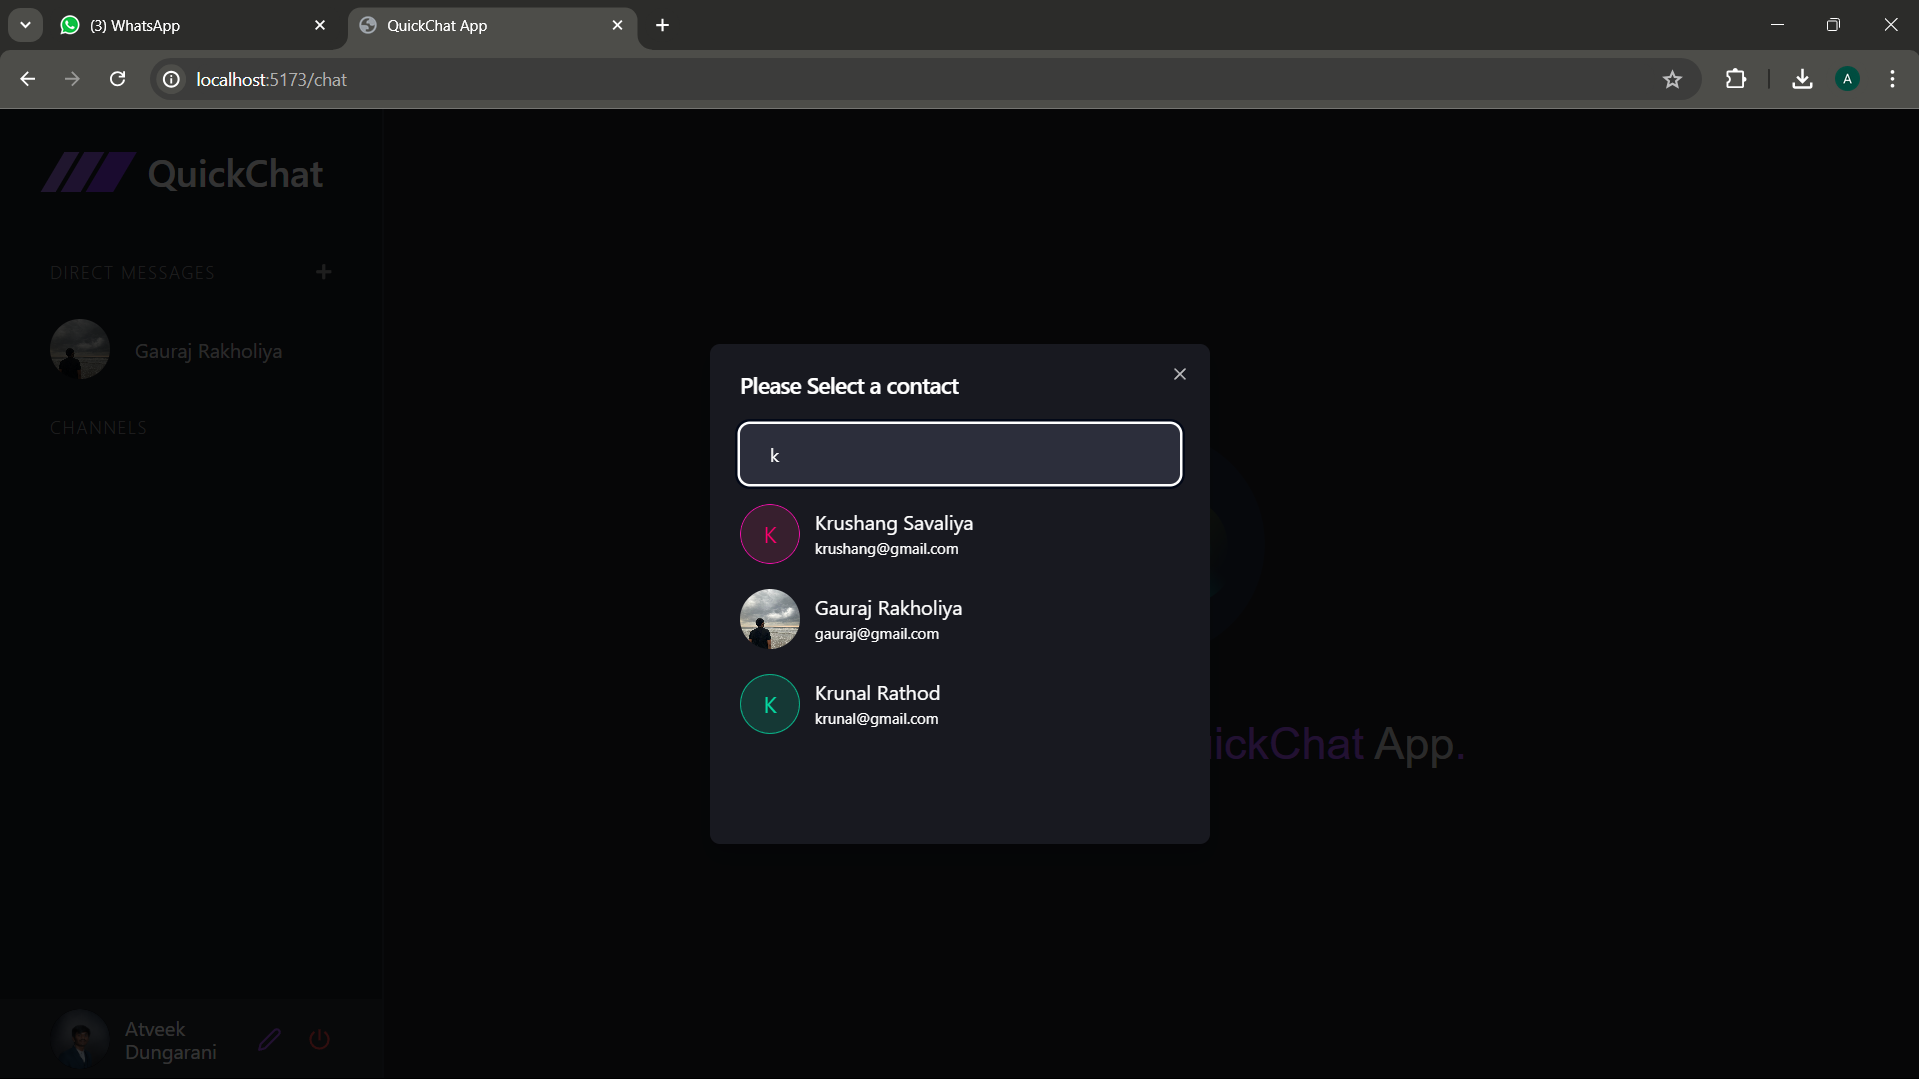 (3) WhatsApp
QuickChat App
localhost:5173/chat
A
QuickChat
DIRECT MESSAGES
Gauraj Rakholiya
CHANNELS
Please Select a contact
k
K
Krushang Savaliya
krushang@gmail.com
Gauraj Rakholiya
gauraj@gmail.com
K
Krunal Rathod
krunal@gmail.com
ickChat App.
Atveek
Dungarani